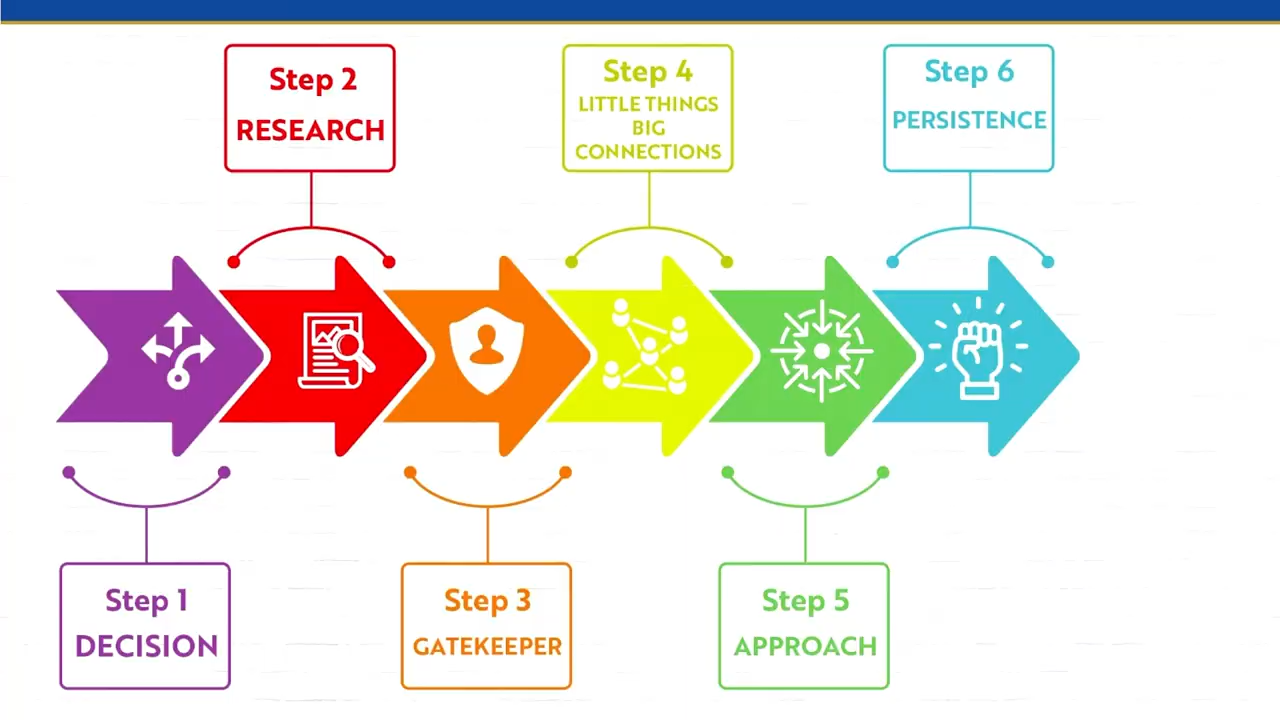 Step 1
DECISION
Step 2
RESEARCH
Step 3
GATEKEEPER
Step 4
LITTLE THINGS
BIG
CONNECTIONS
Step 5
APPROACH
Step 6
PERSISTENCE